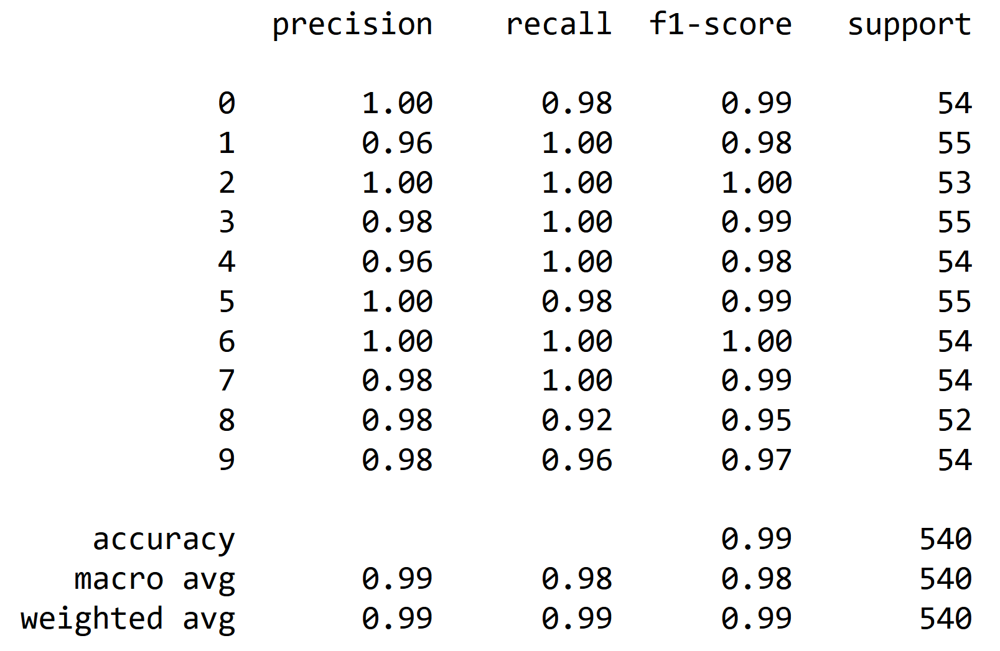 precision recall f1-score support
0 1.00 0.98 0.99 54
1 0.96 1.00 0.98 55
2 1.00 1.00 1.00 53
3 0.98 1.00 0.99 55
4 0.96 1.00 0.98 54
5 1.00 0.98 0.99 55
6 1.00 1.00 1.00 54
7 0.98 1.00 0.99 54
8 0.98 0.92 0.95 52
9 0.98 0.96 0.97 54
accuracy 0.99 540
macro avg 0.99 0.98 0.98 540
weighted avg 0.99 0.99 0.99 540